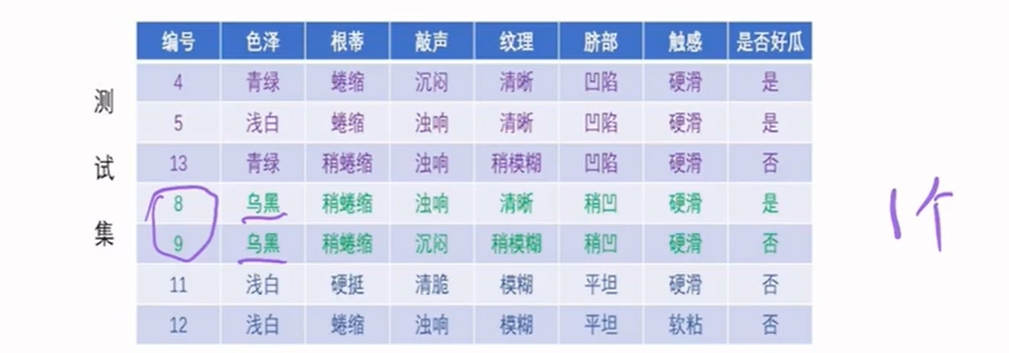 编号 色泽 根蒂 敲声 纹理 脐部 触感 是否好瓜
4 青绿 蜷缩 沉闷 清晰 凹陷 硬滑 是
5 浅白 蜷缩 浊响 清晰 凹陷 硬滑 是
13 青绿 稍蜷缩 浊响 稍模糊 凹陷 硬滑 否
8 乌黑 稍蜷缩 浊响 清晰 稍凹 硬滑 是
9 乌黑 稍蜷缩 沉闷 稍模糊 稍凹 硬滑 否
11 浅白 硬挺 清脆 模糊 平坦 硬滑 否
12 浅白 蜷缩 浊响 模糊 平坦 软粘 否
测
试
集
1个